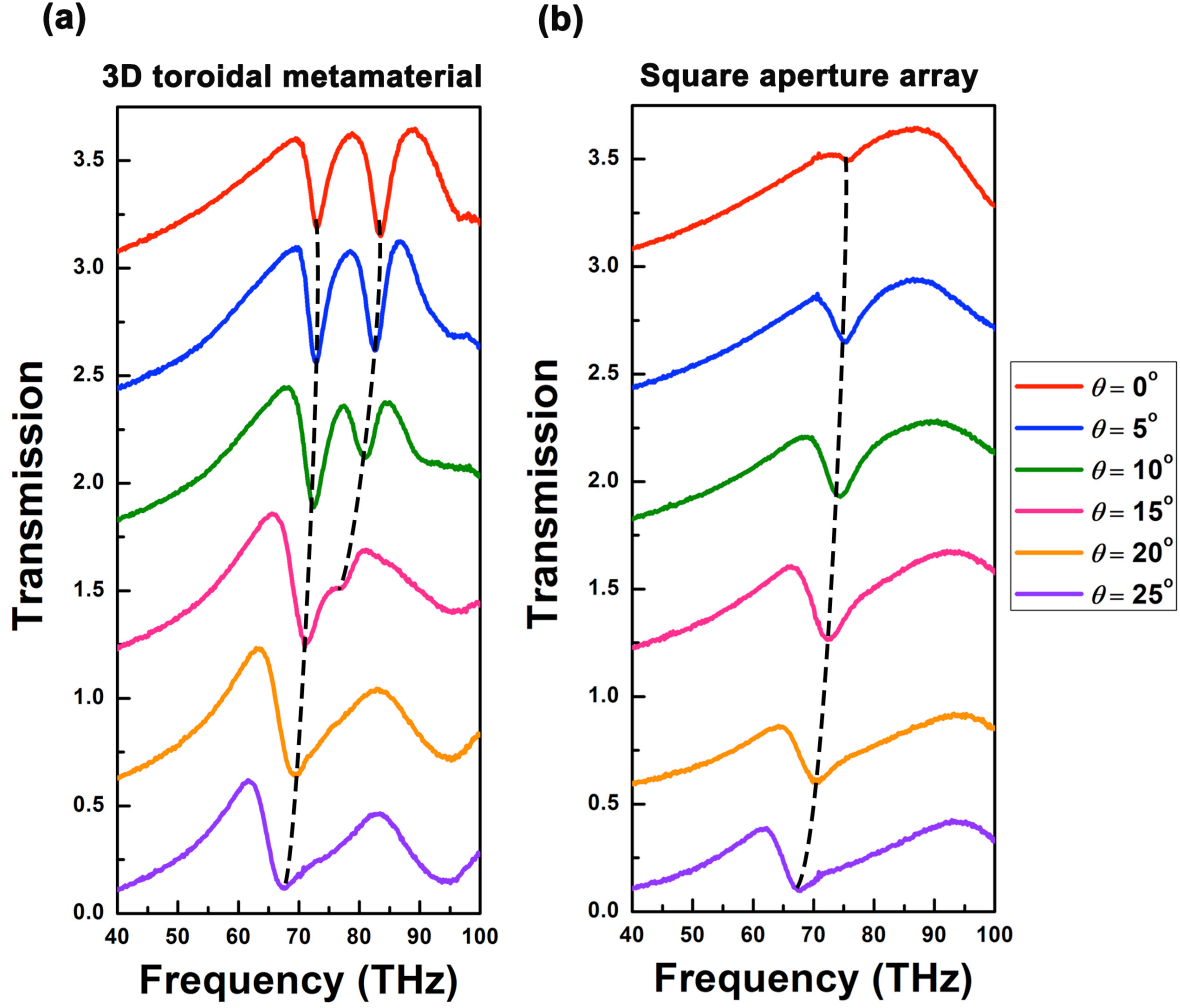 (a)
3D toroidal metamaterial
Transmission
3.5
3.0
2.5
2.0
1.5
1.0
0.5
0.0
40 50 60 70 80 90 100
Frequency (THz)
(b)
Square aperture array
Transmission
3.5
3.0
2.5
2.0
1.5
1.0
0.5
0.0
40 50 60 70 80 90 100
Frequency (THz)
θ = 0°
θ = 5°
θ = 10°
θ = 15°
θ = 20°
θ = 25°